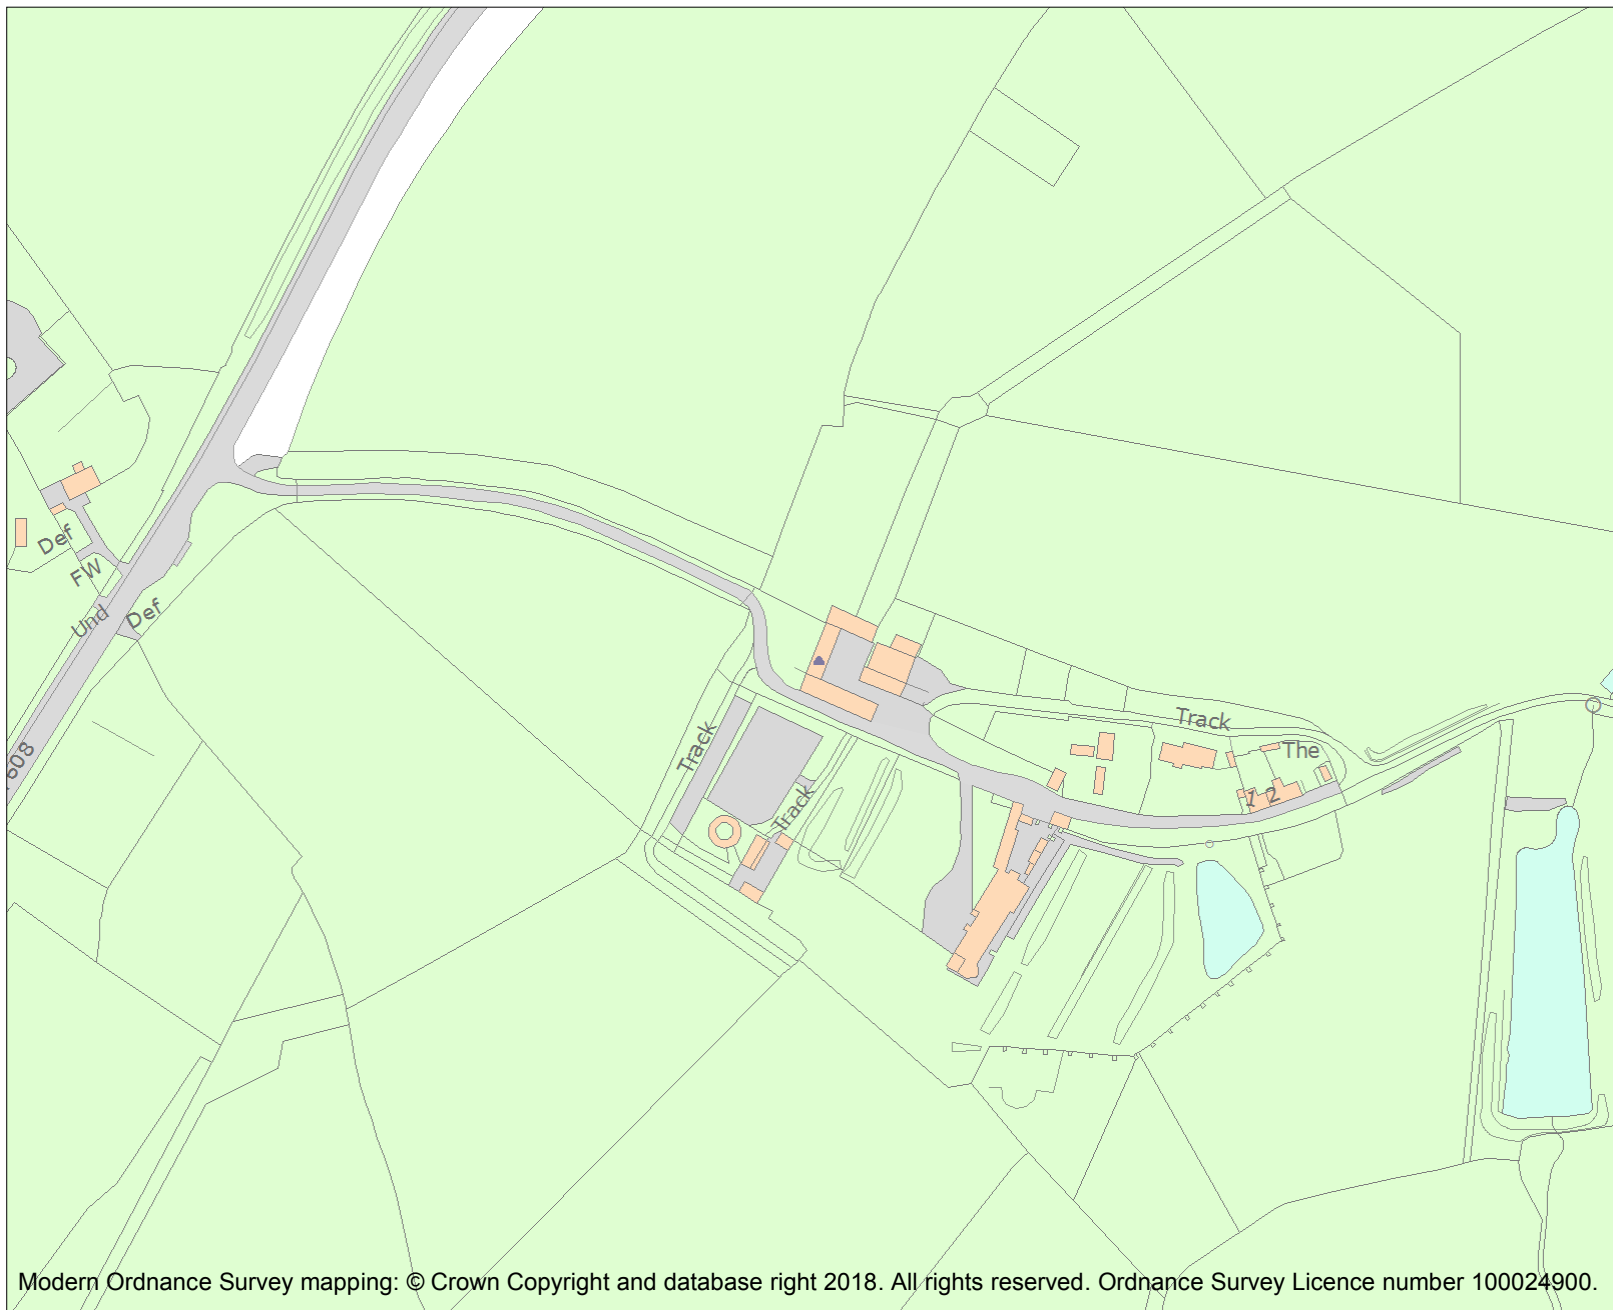 Def
FW
Und
Def
608
Track
Track
Track
The
1 2
Modern Ordnance Survey mapping: © Crown Copyright and database right 2018. All rights reserved. Ordnance Survey Licence number 100024900.